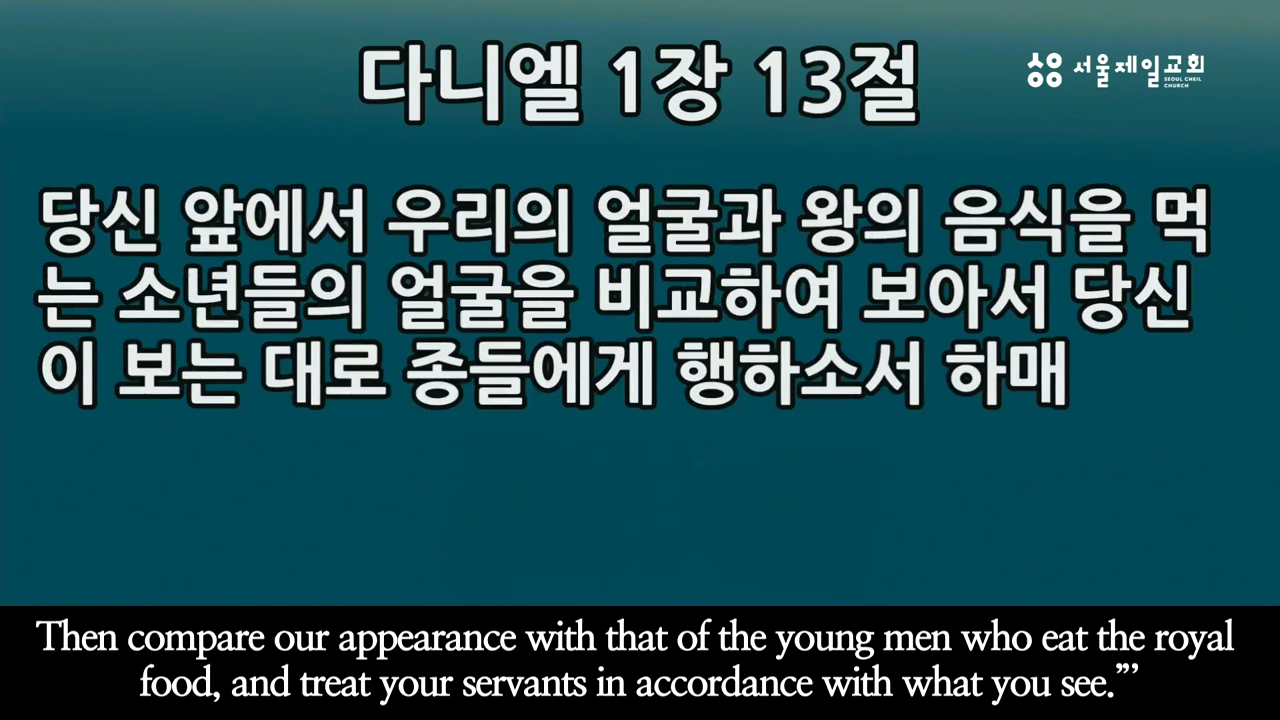 다니엘 1장 13절
서울제일교회
SEOUL CHEIL
CHURCH
당신 앞에서 우리의 얼굴과 왕의 음식을 먹
는 소년들의 얼굴을 비교하여 보아서 당신
이 보는 대로 종들에게 행하소서 하매
Then compare our appearance with that of the young men who eat the royal
food, and treat your servants in accordance with what you see.”’